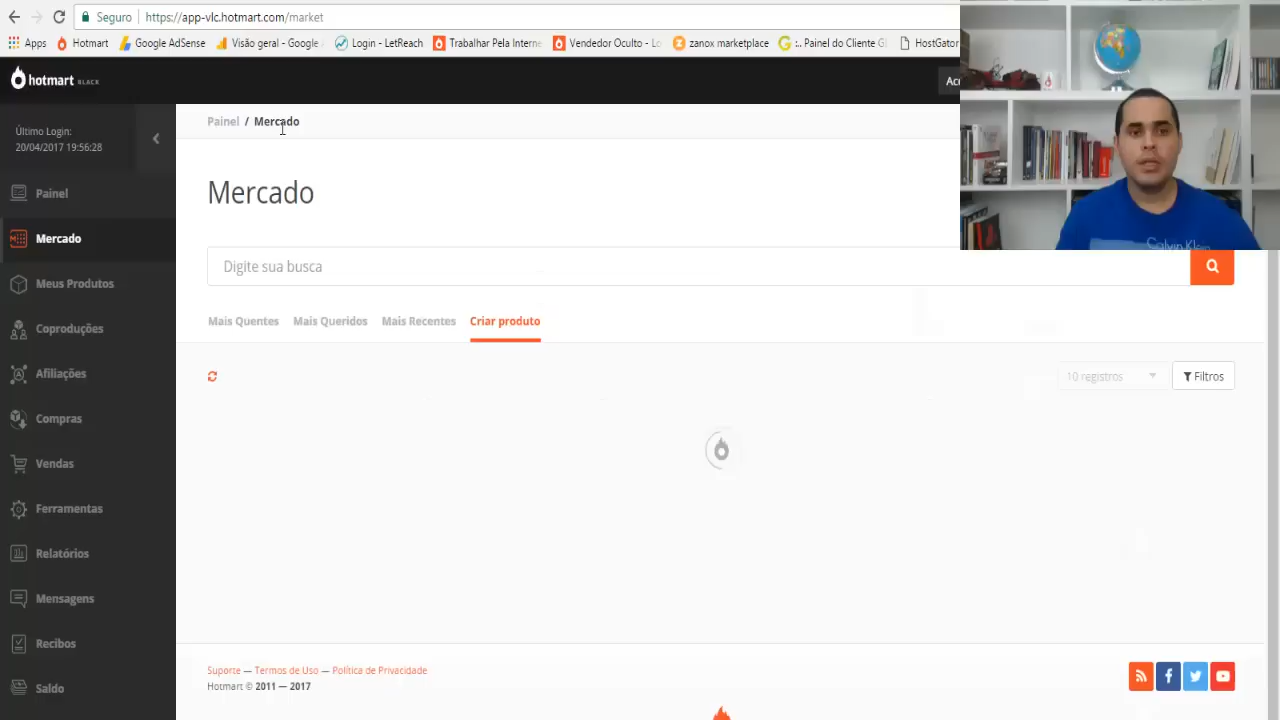 Seguro https://app-vlc.hotmart.com/market
Apps Hotmart Google AdSense Visão geral - Google Login - LetReach Trabalhar Pela Interne Vendedor Oculto - Lo zanox marketplace :. Painel do Cliente G HostGator
hotmart BLACK
Último Login:
20/04/2017 19:56:28
Painel / Mercado
Painel
Mercado
Meus Produtos
Coproduções
Afiliações
Compras
Vendas
Ferramentas
Relatórios
Mensagens
Recibos
Saldo
Mercado
Digite sua busca
Mais Quentes Mais Queridos Mais Recentes Criar produto
10 registros Filtros
Suporte — Termos de Uso — Política de Privacidade
Hotmart © 2011 — 2017
Calvin Klein